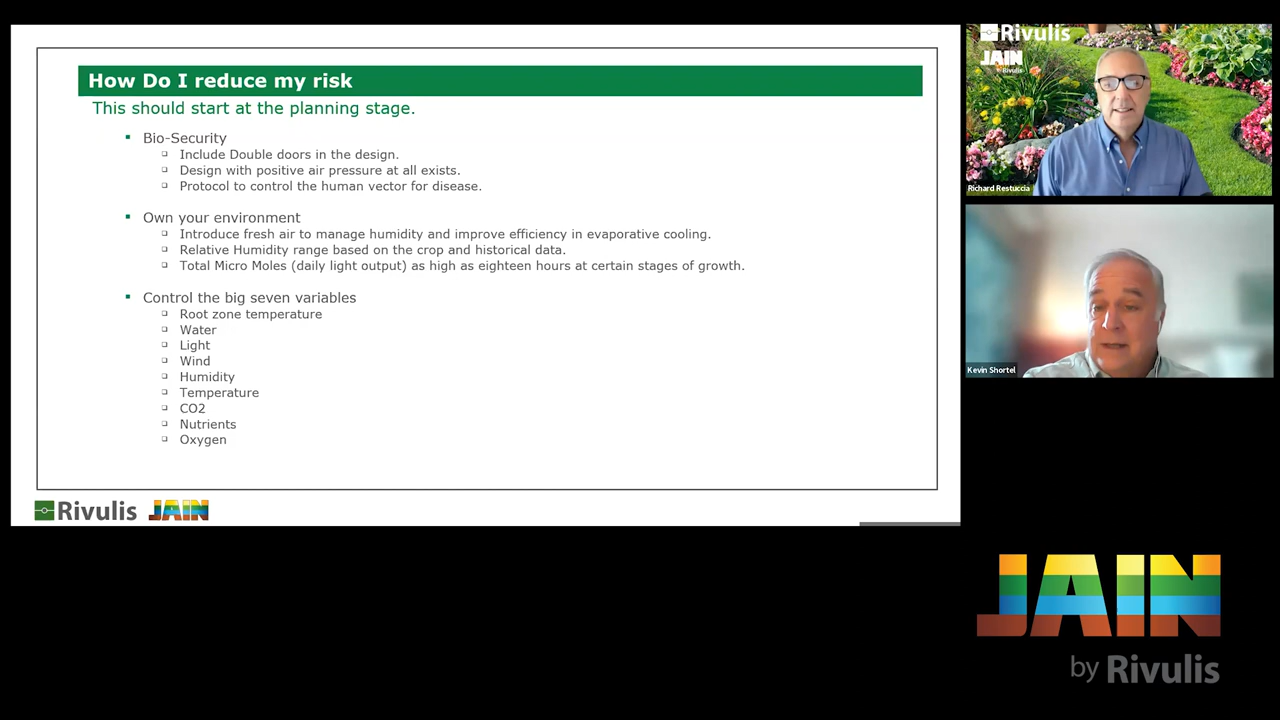 How Do I reduce my risk
This should start at the planning stage.
Bio-Security
Include Double doors in the design.
Design with positive air pressure at all exists.
Protocol to control the human vector for disease.
Own your environment
Introduce fresh air to manage humidity and improve efficiency in evaporative cooling.
Relative Humidity range based on the crop and historical data.
Total Micro Moles (daily light output) as high as eighteen hours at certain stages of growth.
Control the big seven variables
Root zone temperature
Water
Light
Wind
Humidity
Temperature
CO2
Nutrients
Oxygen
Rivulis JAIN
Rivulis
JAIN
by Rivulis
Richard Restuccia
Kevin Shortel
JAIN
by Rivulis